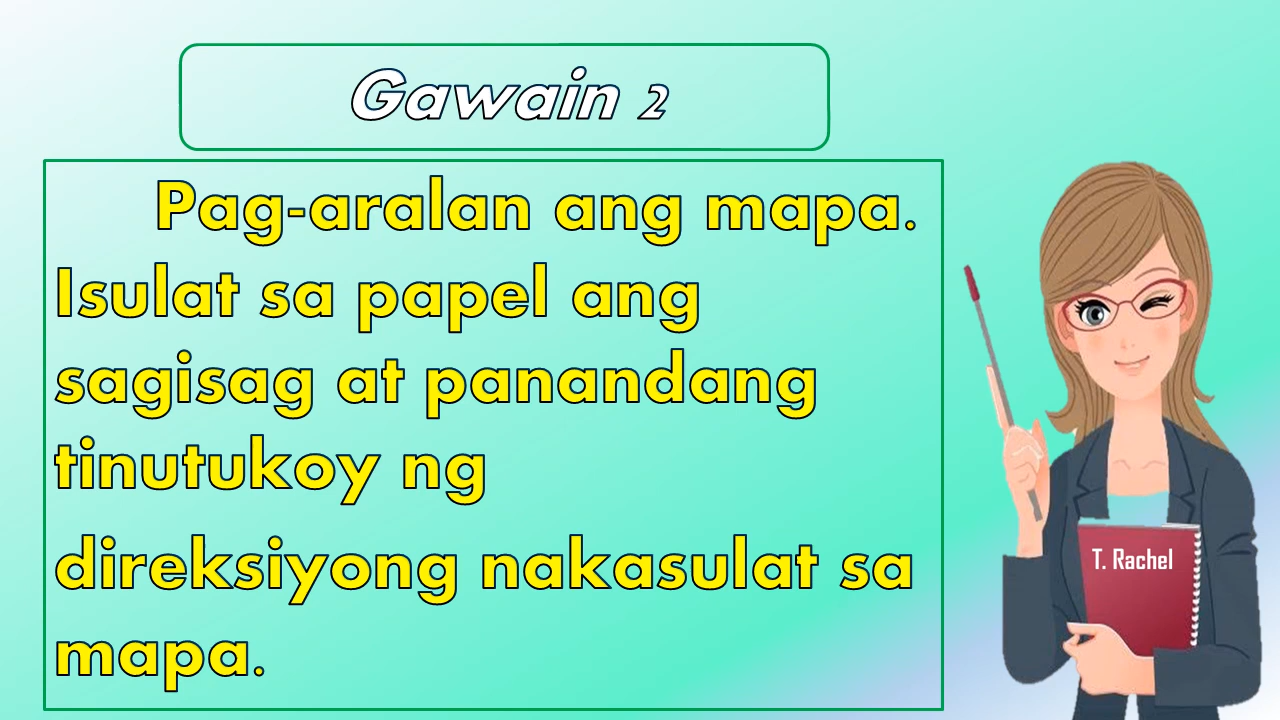 Gawain 2
Pag-aralan ang mapa.
Isulat sa papel ang
sagisag at panandang
tinutukoy ng
direksiyong nakasulat sa
mapa.
T. Rachel